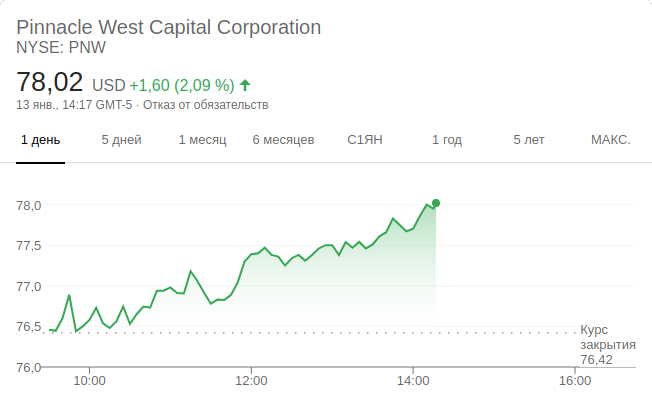 Pinnacle West Capital Corporation
NYSE: PNW
78,02 USD +1,60 (2,09 %)
13 янв., 14:17 GMT-5 · Отказ от обязательств
1 день 5 дней 1 месяц 6 месяцев С1ЯН 1 год 5 лет МАКС.
78,0
77,5
77,0
76,5
Курс
закрытия
76,42
76,0
10:00 12:00 14:00 16:00